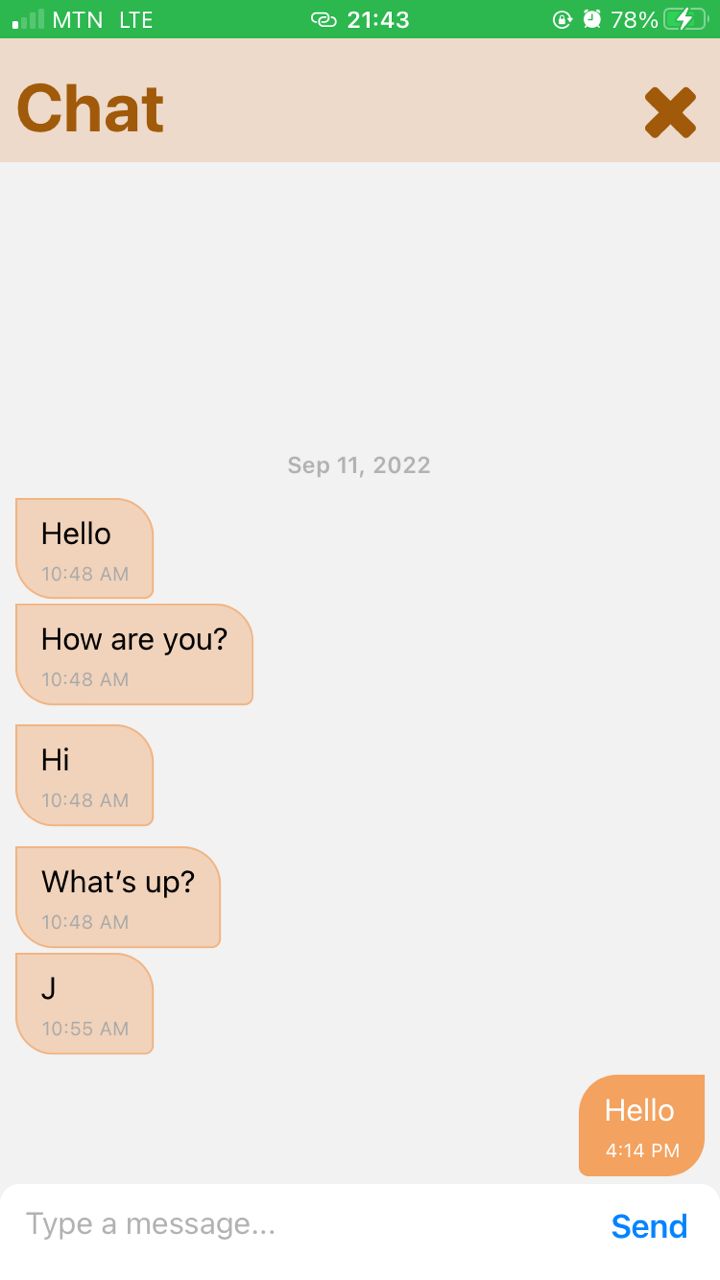 MTN LTE 21:43 78%
Chat
Sep 11, 2022
Hello
10:48 AM
How are you?
10:48 AM
Hi
10:48 AM
What's up?
10:48 AM
J
10:55 AM
Hello
4:14 PM
Type a message... Send